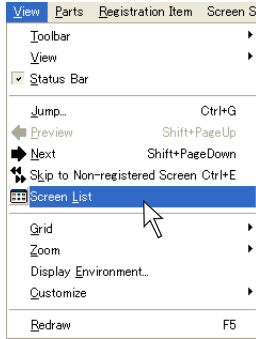 View Parts Registration Item Screen S
Toolbar
View
Status Bar
Jump... Ctrl+G
Preview Shift+PageUp
Next Shift+PageDown
Skip to Non-registered Screen Ctrl+E
Screen List
Grid
Zoom
Display Environment...
Customize
Redraw F5